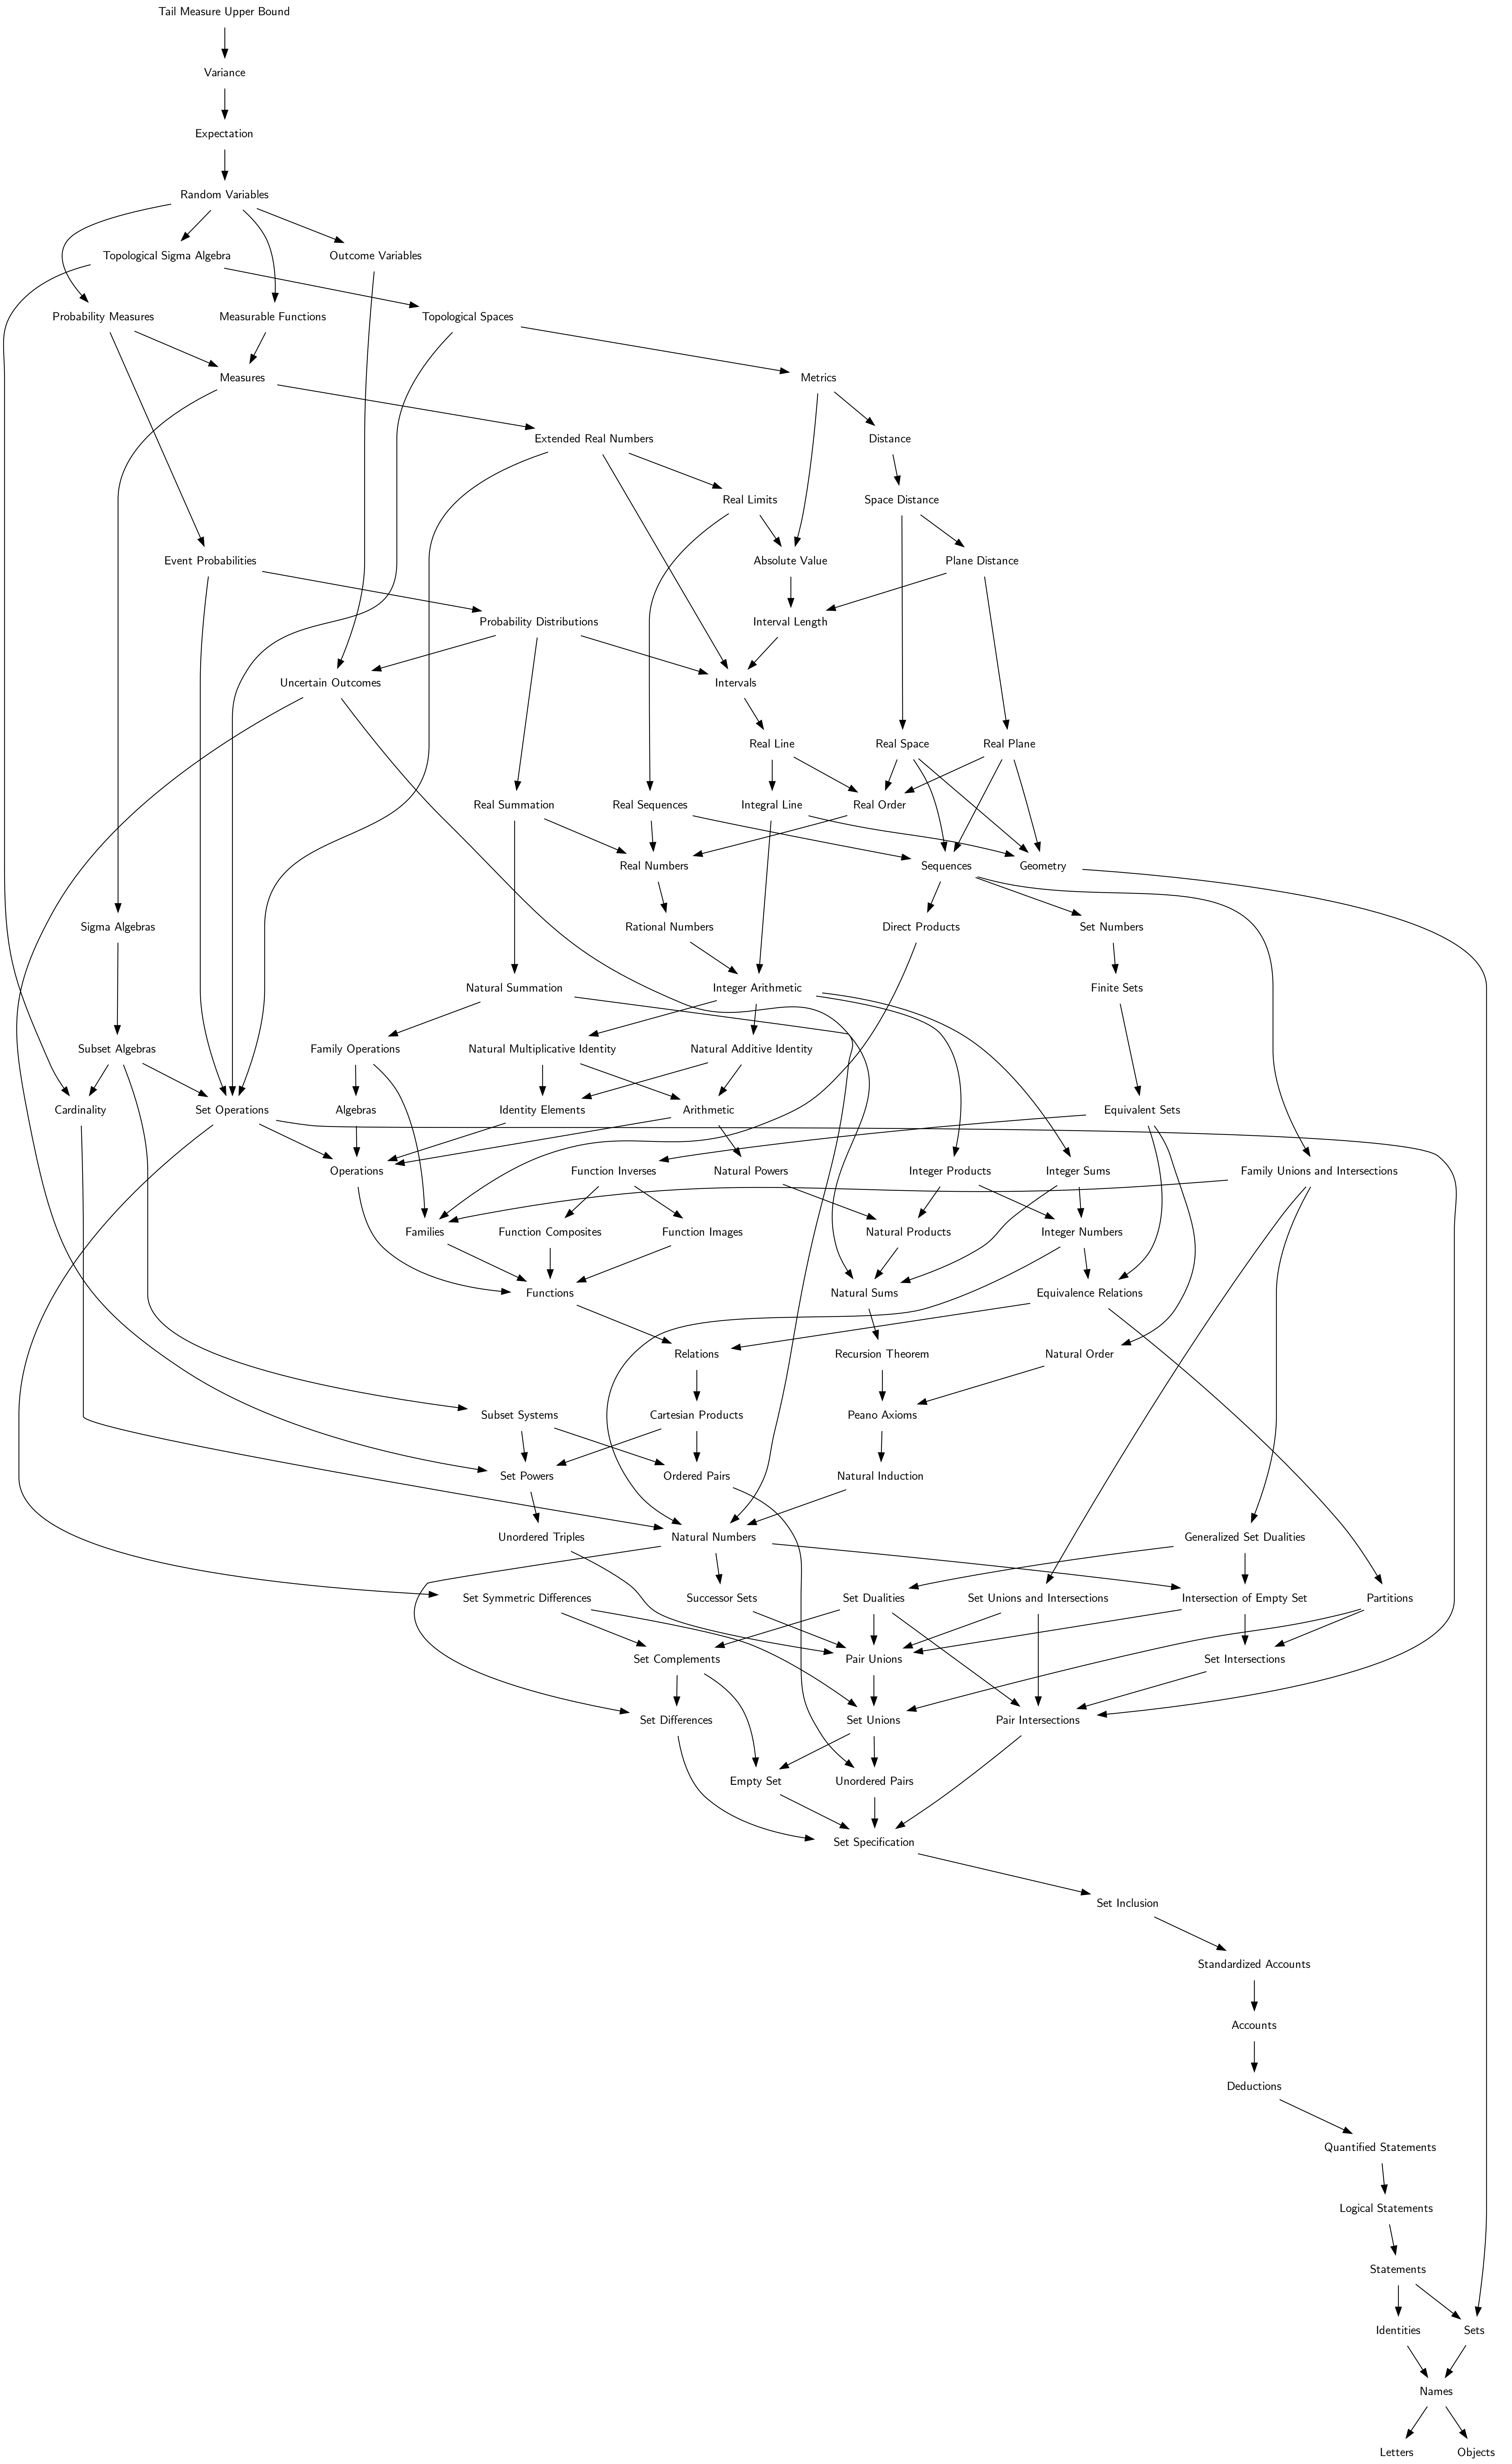 Tail Measure Upper Bound
Variance
Expectation
Random Variables
Topological Sigma Algebra
Outcome Variables
Probability Measures
Measurable Functions
Topological Spaces
Measures
Metrics
Extended Real Numbers
Distance
Real Limits
Space Distance
Event Probabilities
Absolute Value
Plane Distance
Probability Distributions
Interval Length
Uncertain Outcomes
Intervals
Real Line
Real Space
Real Plane
Real Summation
Real Sequences
Integral Line
Real Order
Real Numbers
Sequences
Geometry
Sigma Algebras
Rational Numbers
Direct Products
Set Numbers
Natural Summation
Integer Arithmetic
Finite Sets
Subset Algebras
Family Operations
Natural Multiplicative Identity
Natural Additive Identity
Cardinality
Set Operations
Algebras
Identity Elements
Arithmetic
Equivalent Sets
Operations
Function Inverses
Natural Powers
Integer Products
Integer Sums
Family Unions and Intersections
Families
Function Composites
Function Images
Natural Products
Integer Numbers
Functions
Natural Sums
Equivalence Relations
Relations
Recursion Theorem
Natural Order
Subset Systems
Cartesian Products
Peano Axioms
Set Powers
Ordered Pairs
Natural Induction
Unordered Triples
Natural Numbers
Generalized Set Dualities
Set Symmetric Differences
Successor Sets
Set Dualities
Set Unions and Intersections
Intersection of Empty Set
Partitions
Set Complements
Pair Unions
Set Intersections
Set Differences
Set Unions
Pair Intersections
Empty Set
Unordered Pairs
Set Specification
Set Inclusion
Standardized Accounts
Accounts
Deductions
Quantified Statements
Logical Statements
Statements
Identities
Sets
Names
Letters
Objects